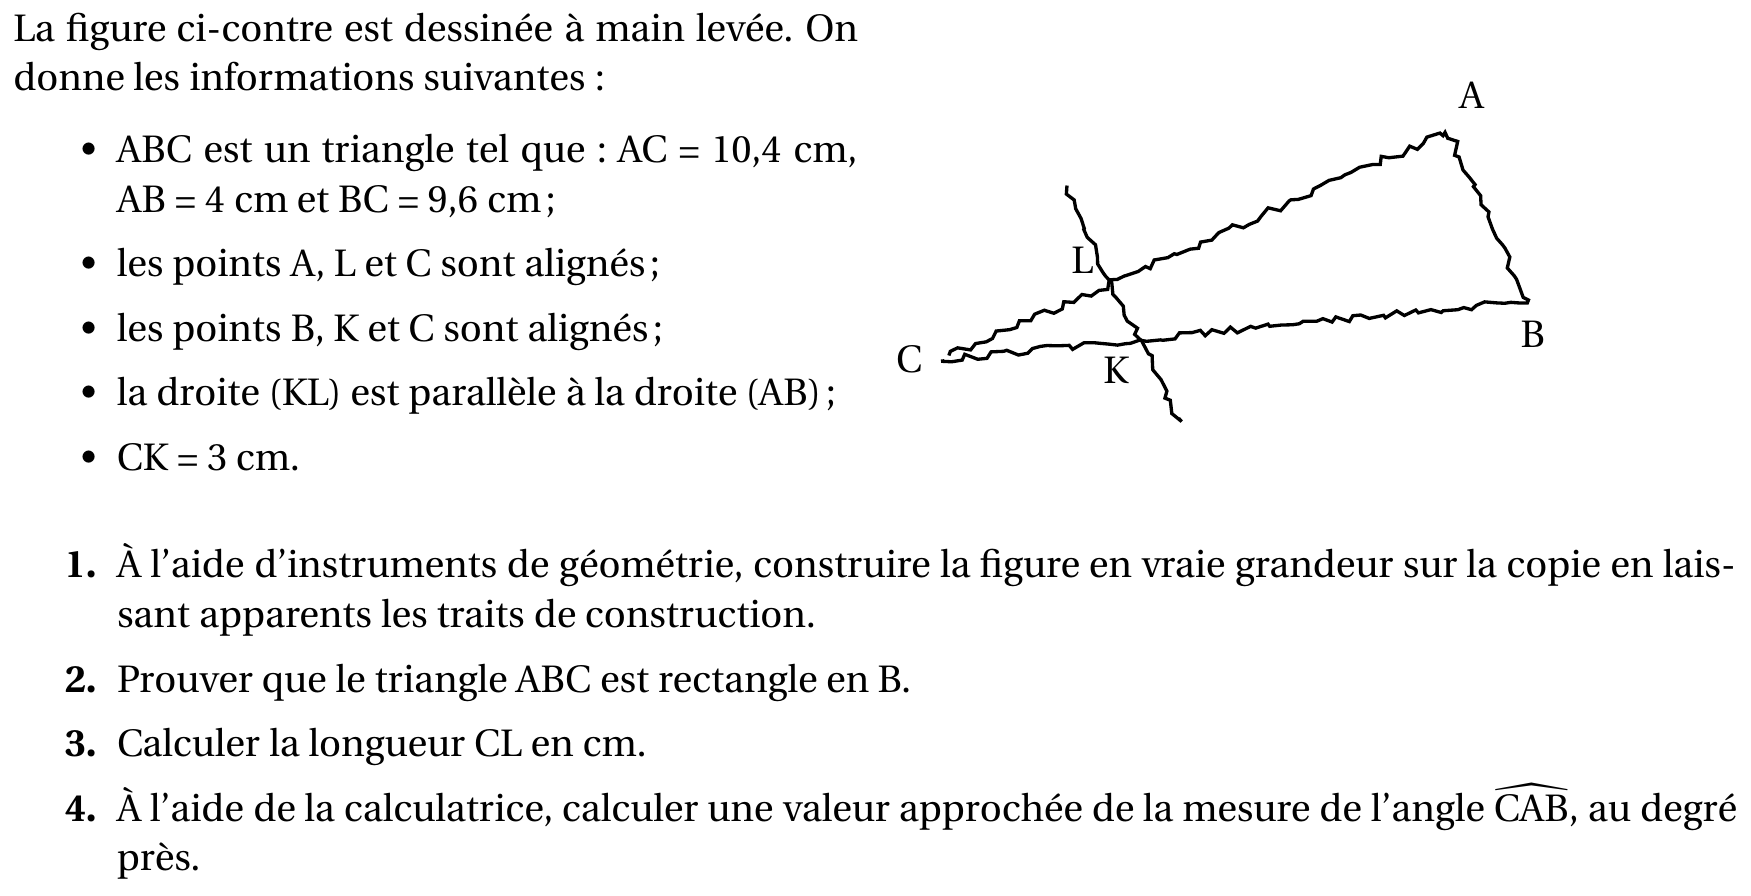 La figure ci-contre est dessinée à main levée. On
donne les informations suivantes :
• ABC est un triangle tel que : AC = 10,4 cm,
AB = 4 cm et BC = 9,6 cm ;
• les points A, L et C sont alignés ;
• les points B, K et C sont alignés ;
• la droite (KL) est parallèle à la droite (AB) ;
• CK = 3 cm.
A
L
C
K
B
1. À l’aide d’instruments de géométrie, construire la figure en vraie grandeur sur la copie en lais-
sant apparents les traits de construction.
2. Prouver que le triangle ABC est rectangle en B.
3. Calculer la longueur CL en cm.
4. À l’aide de la calculatrice, calculer une valeur approchée de la mesure de l’angle \widehat{CAB}, au degré
près.